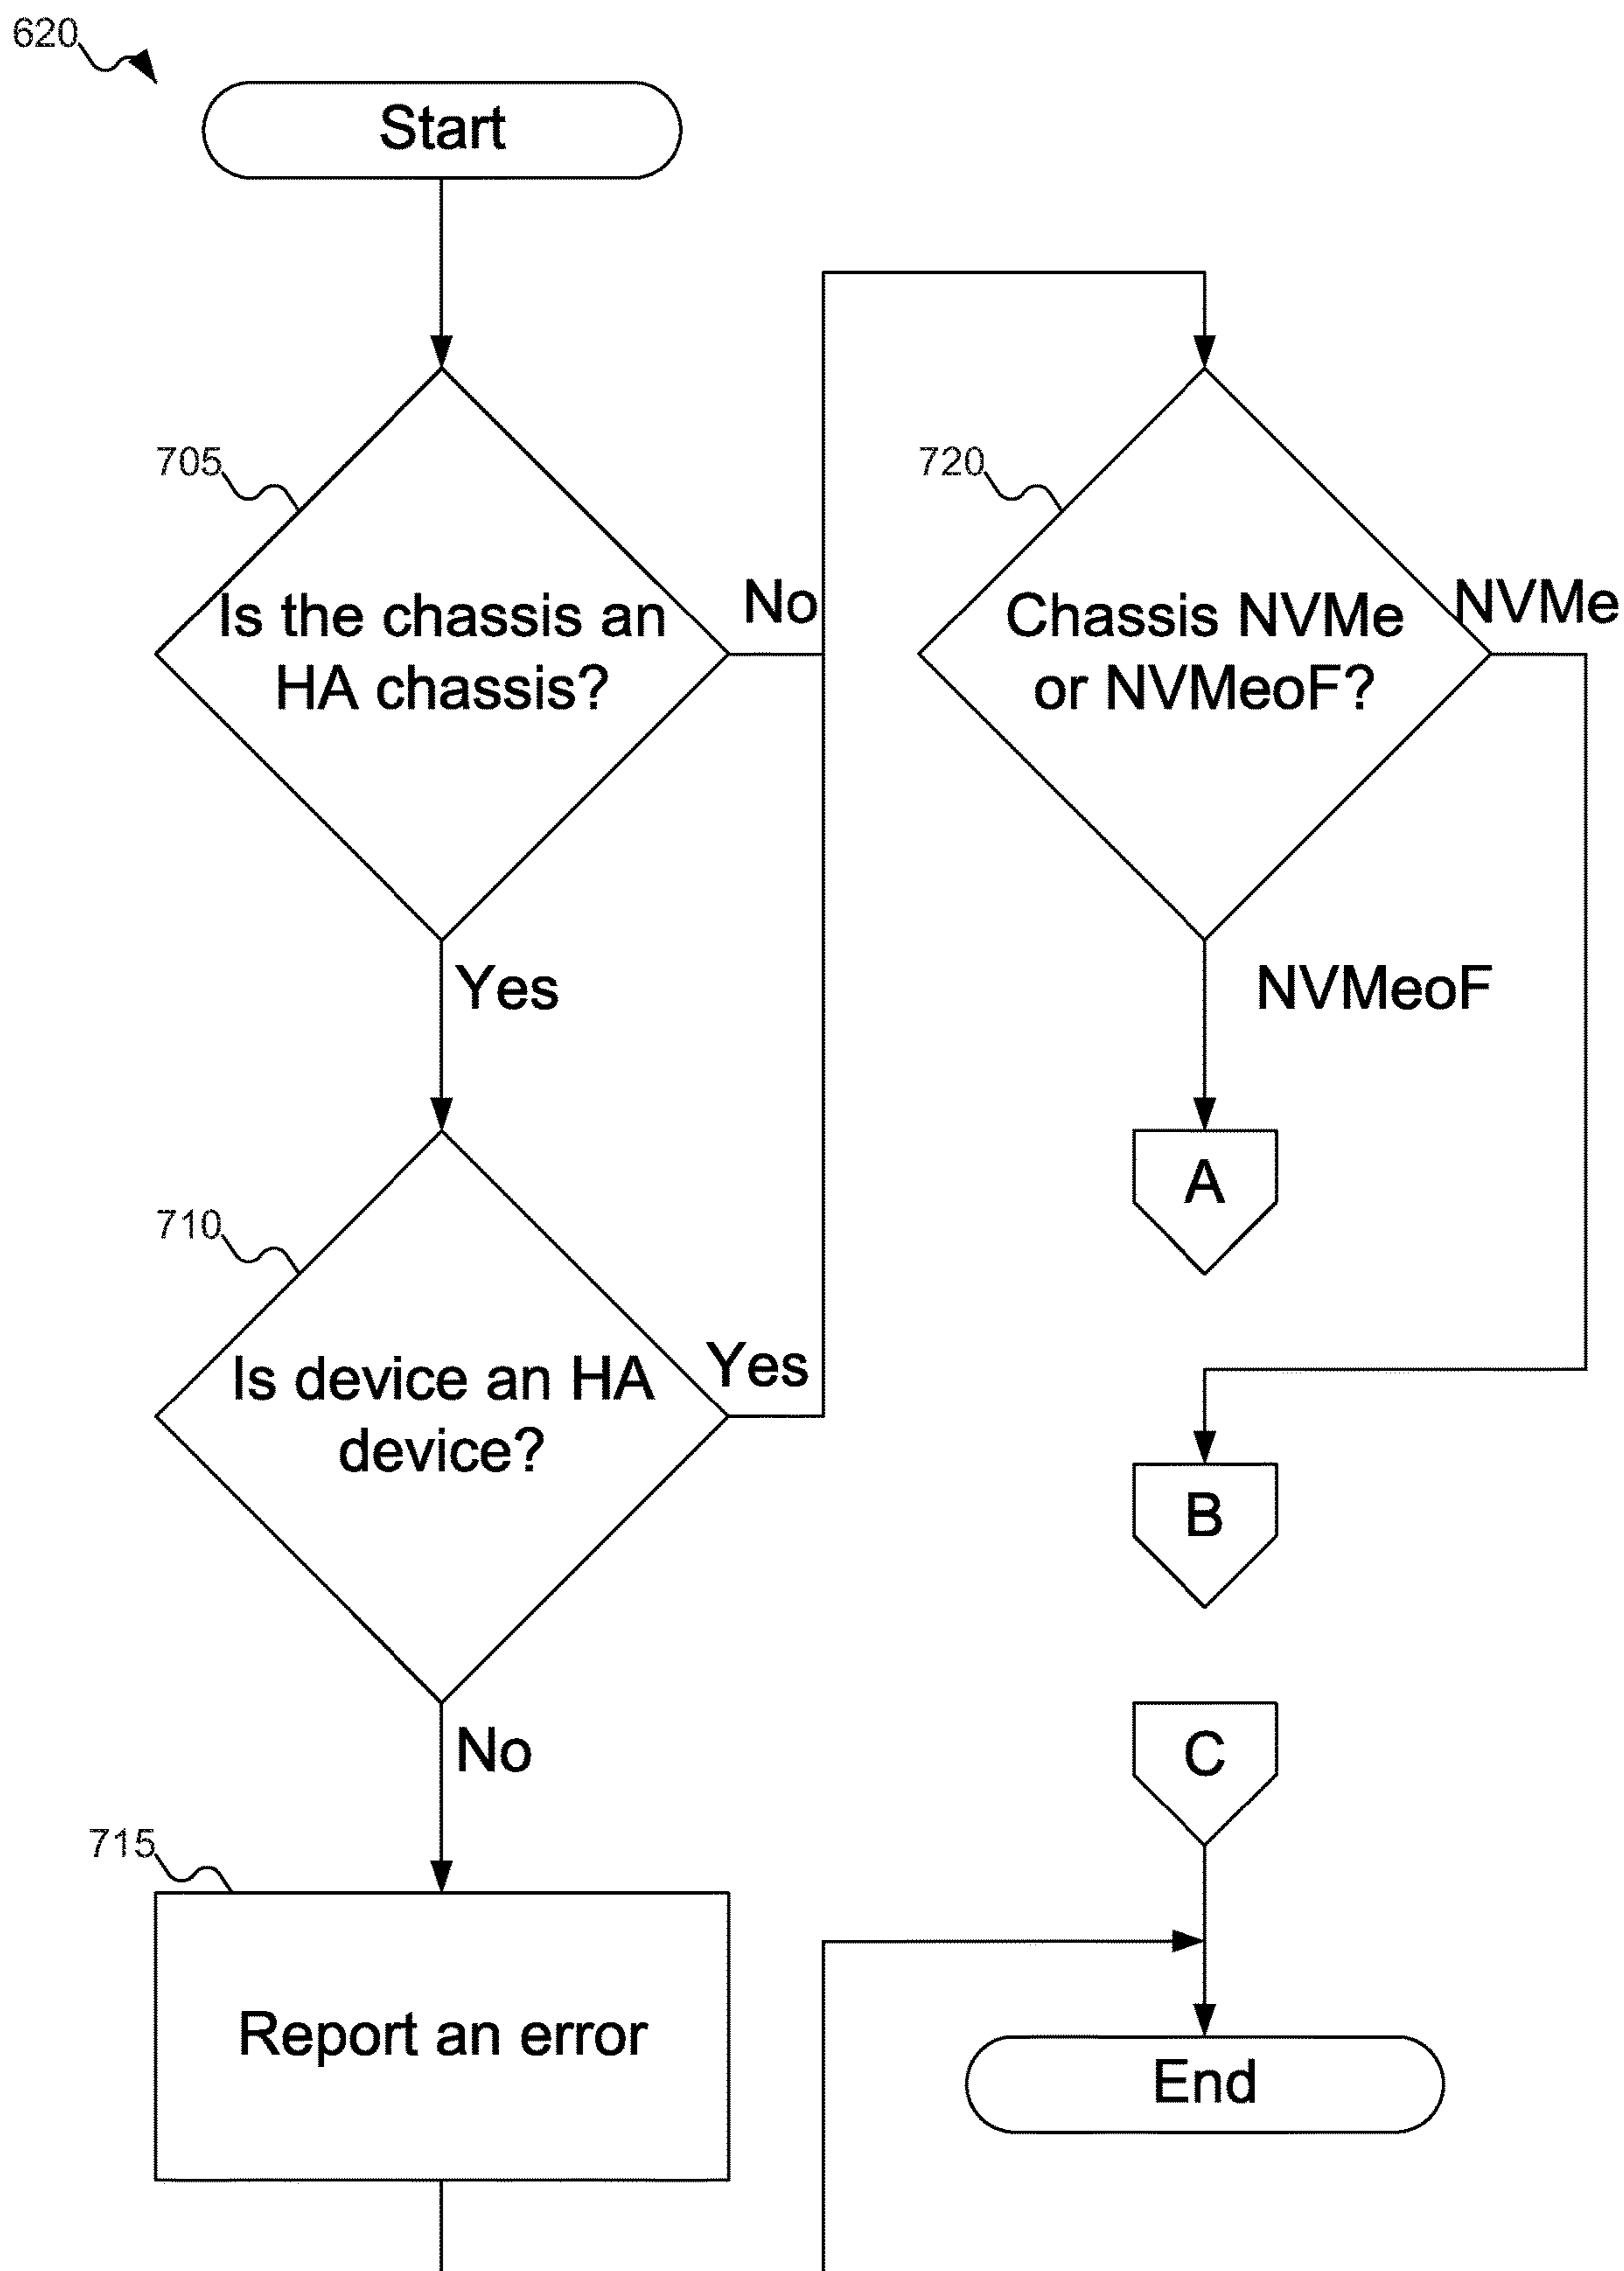 620
Start
705
Is the chassis an
HA chassis?
No
Yes
710
Is device an HA
device?
Yes
No
715
Report an error
720
Chassis NVMe
or NVMeoF?
NVMe
NVMeoF
A
B
C
End